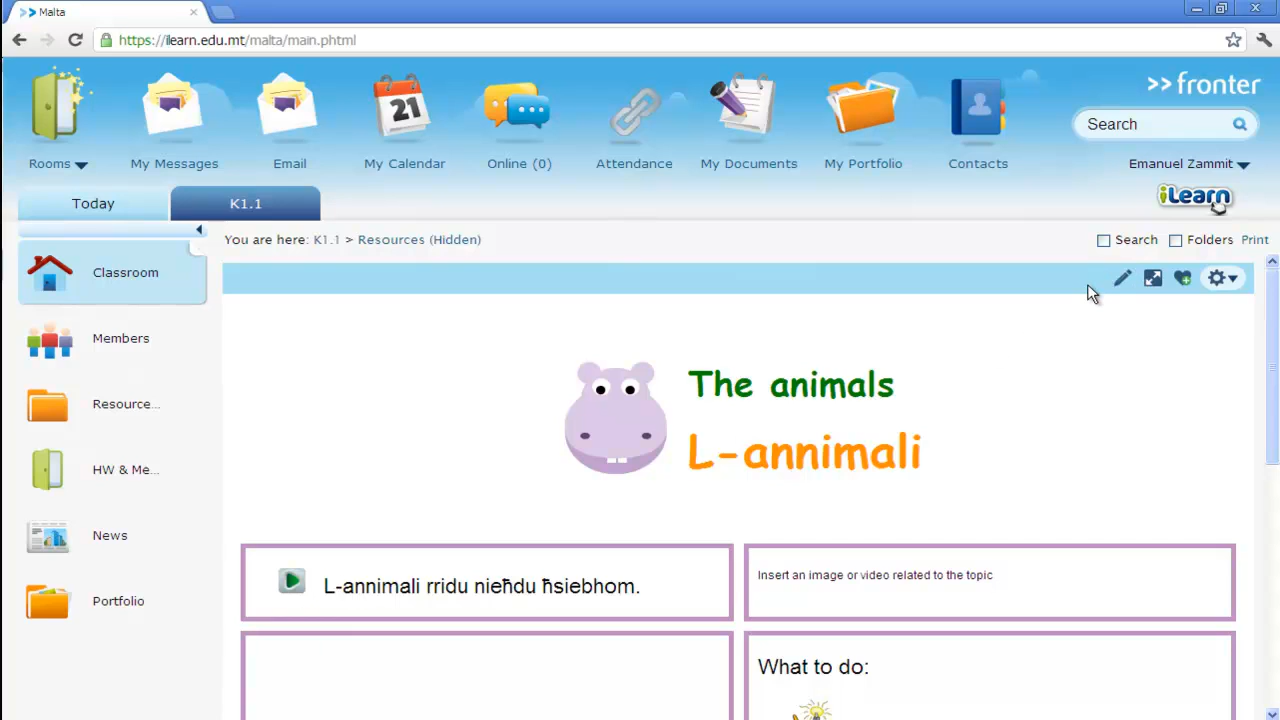 Malta
https://ilearn.edu.mt/malta/main.phtml
21
>> fronter
Search
Rooms
My Messages
Email
My Calendar
Online (0)
Attendance
My Documents
My Portfolio
Contacts
Emanuel Zammit
iLearn
Today
K1.1
You are here: K1.1 > Resources (Hidden)
Search
Folders
Print
Classroom
Members
Resource...
HW & Me...
News
Portfolio
The animals
L-annimali
L-annimali rridu nieħdu ħsiebhom.
Insert an image or video related to the topic
What to do: